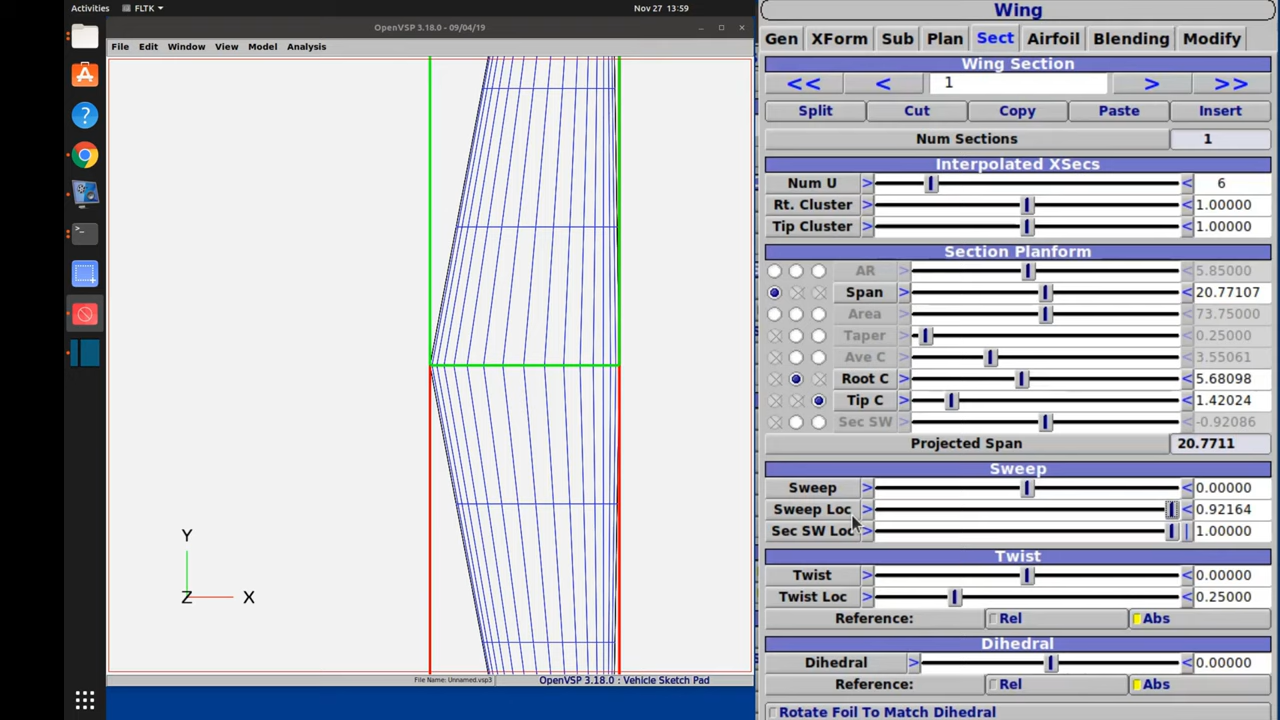 Activities FLTK Nov 27 13:59
OpenVSP 3.18.0 - 09/04/19
File Edit Window View Model Analysis
Y
Z X
File Name: Unnamed.vsp3 OpenVSP 3.18.0 : Vehicle Sketch Pad
Wing
Gen XForm Sub Plan Sect Airfoil Blending Modify
Wing Section
<< < 1 > >>
Split Cut Copy Paste Insert
Num Sections 1
Interpolated XSecs
Num U > < 6
Rt. Cluster > < 1.00000
Tip Cluster > < 1.00000
Section Planform
AR > < 5.85000
Span > < 20.77107
Area > < 73.75000
Taper > < 0.25000
Ave C > < 3.55061
Root C > < 5.68098
Tip C > < 1.42024
Sec SW > < -0.92086
Projected Span 20.7711
Sweep
Sweep > < 0.00000
Sweep Loc > < 0.92164
Sec SW Loc > 1.00000
Twist
Twist > < 0.00000
Twist Loc > < 0.25000
Reference: Rel Abs
Dihedral
Dihedral > < 0.00000
Reference: Rel Abs
Rotate Foil To Match Dihedral